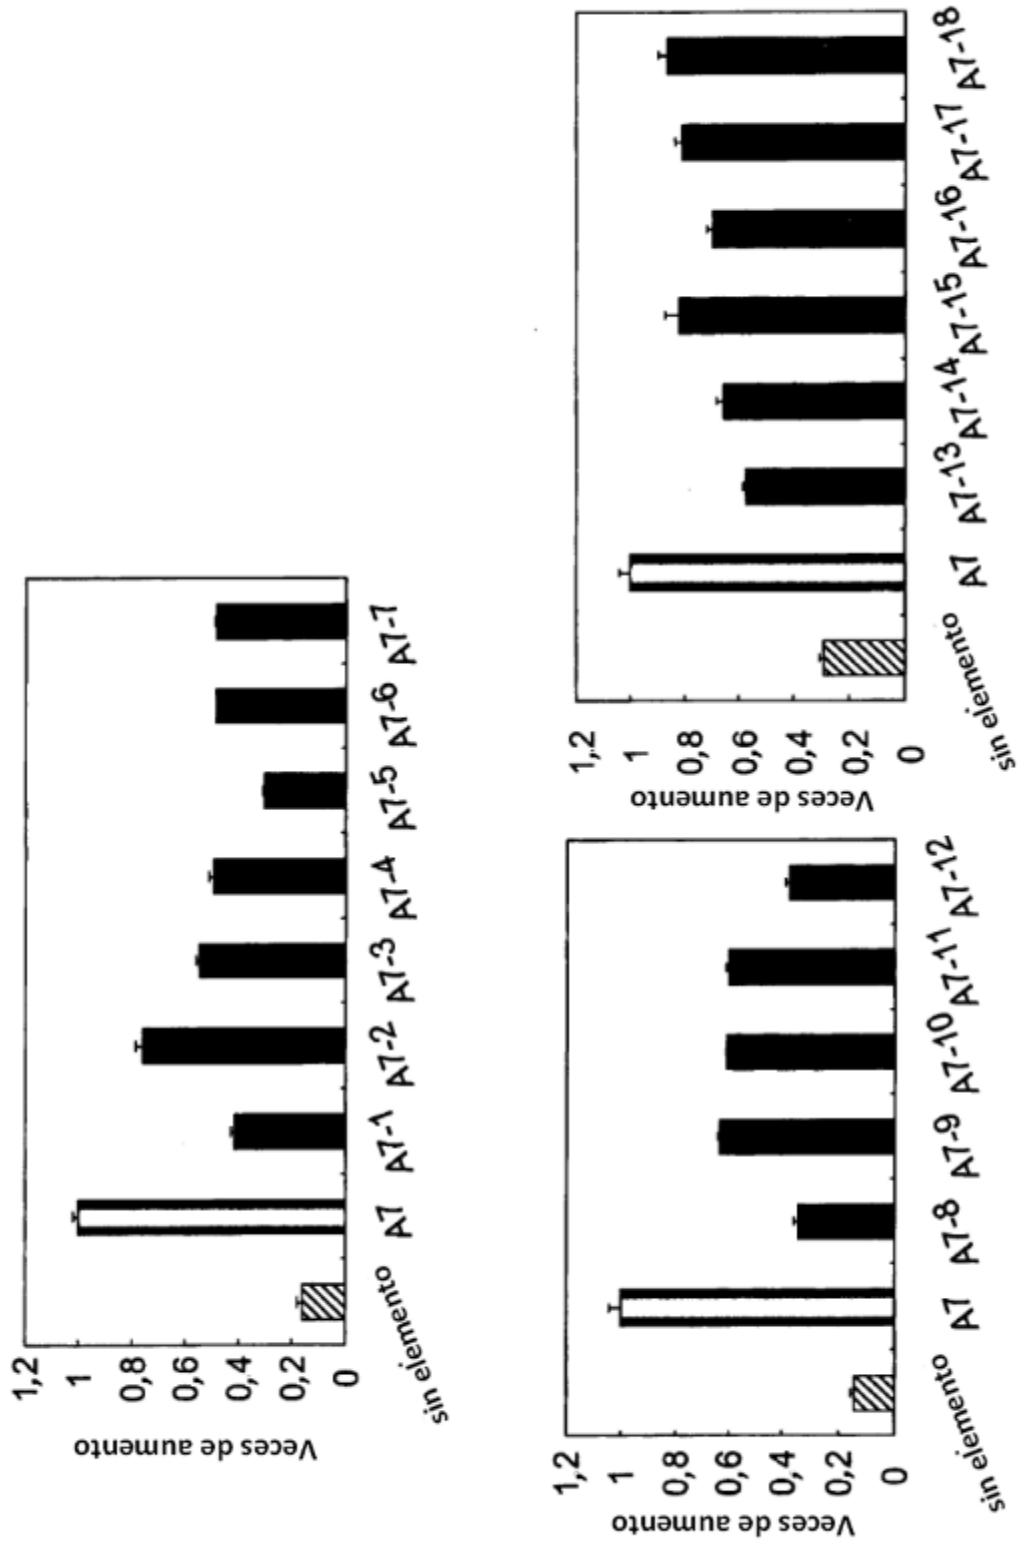 Veces de aumento
1,2
1
0,8
0,6
0,4
0,2
0
sin elemento
A7
A7-1
A7-2
A7-3
A7-4
A7-5
A7-6
A7-7
Veces de aumento
1,2
1
0,8
0,6
0,4
0,2
0
sin elemento
A7
A7-8
A7-9
A7-10
A7-11
A7-12
Veces de aumento
1,2
1
0,8
0,6
0,4
0,2
0
sin elemento
A7
A7-13
A7-14
A7-15
A7-16
A7-17
A7-18